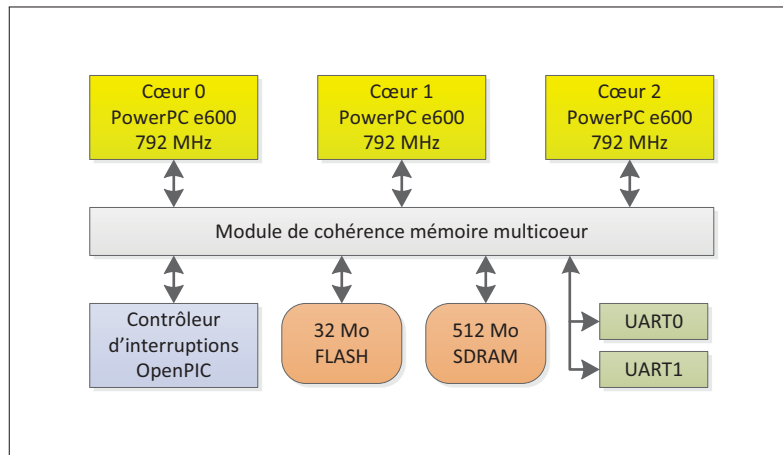 Cœur 0
PowerPC e600
792 MHz
Cœur 1
PowerPC e600
792 MHz
Cœur 2
PowerPC e600
792 MHz
Module de cohérence mémoire multicoeur
Contrôleur
d’interruptions
OpenPIC
32 Mo
FLASH
512 Mo
SDRAM
UART0
UART1